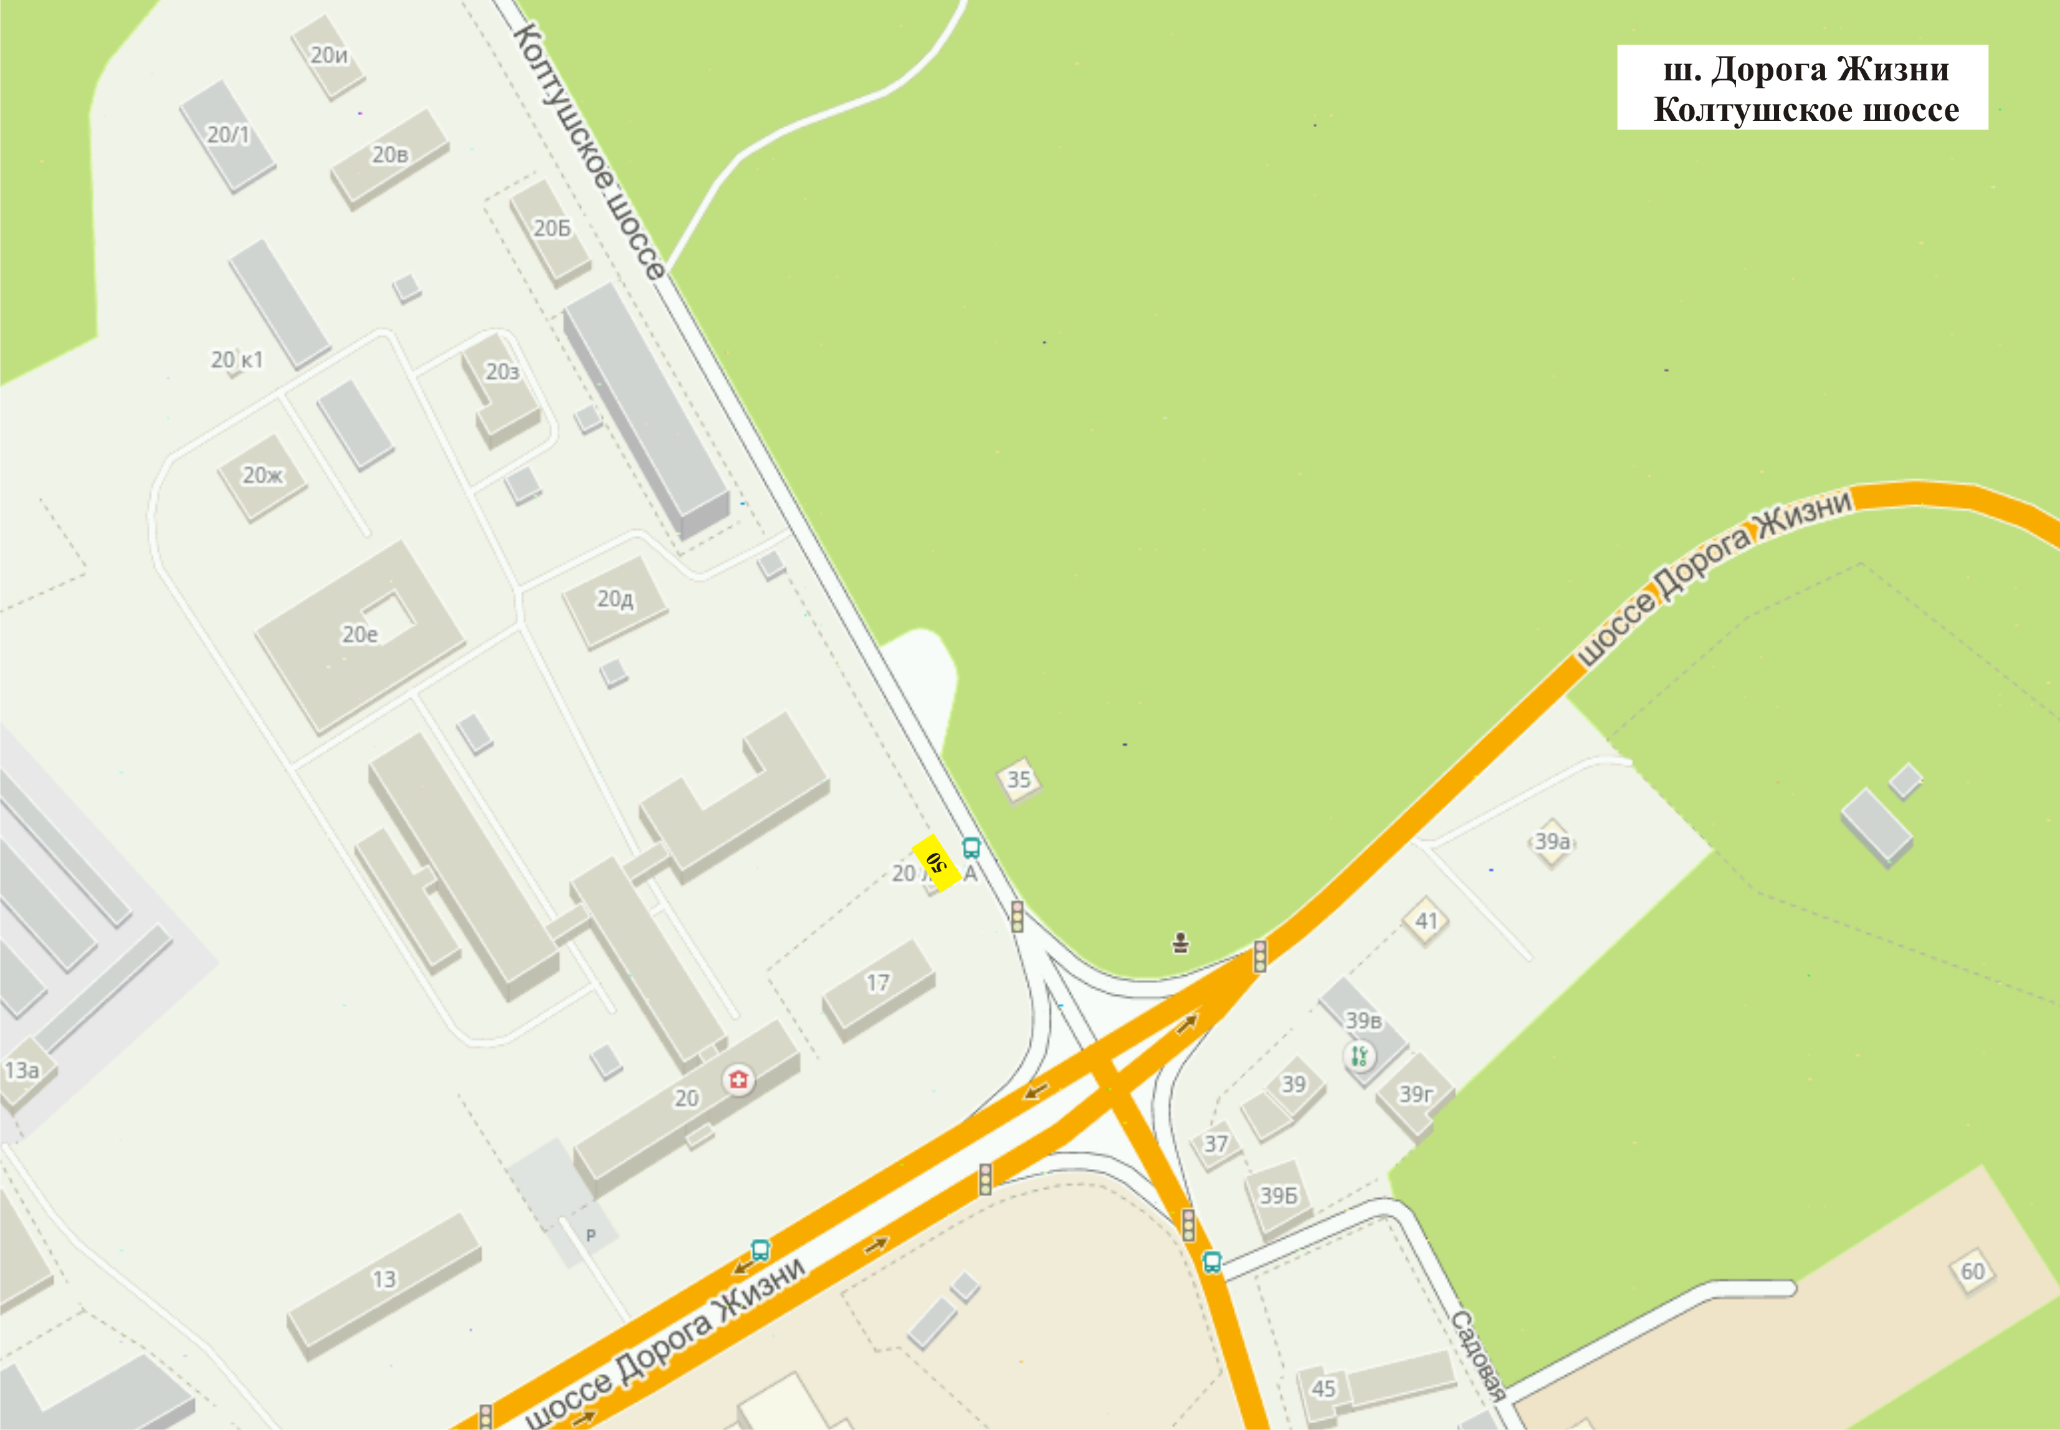 ш. Дорога Жизни
Колтушское шоссе
Колтушское шоссе
20и
20/1
20в
20Б
20 к1
20з
20ж
20д
20е
35
50
20 А
17
39а
41
39в
39
39г
37
39Б
13а
20
P
13
шоссе Дорога Жизни
шоссе Дорога Жизни
60
Садовая
45